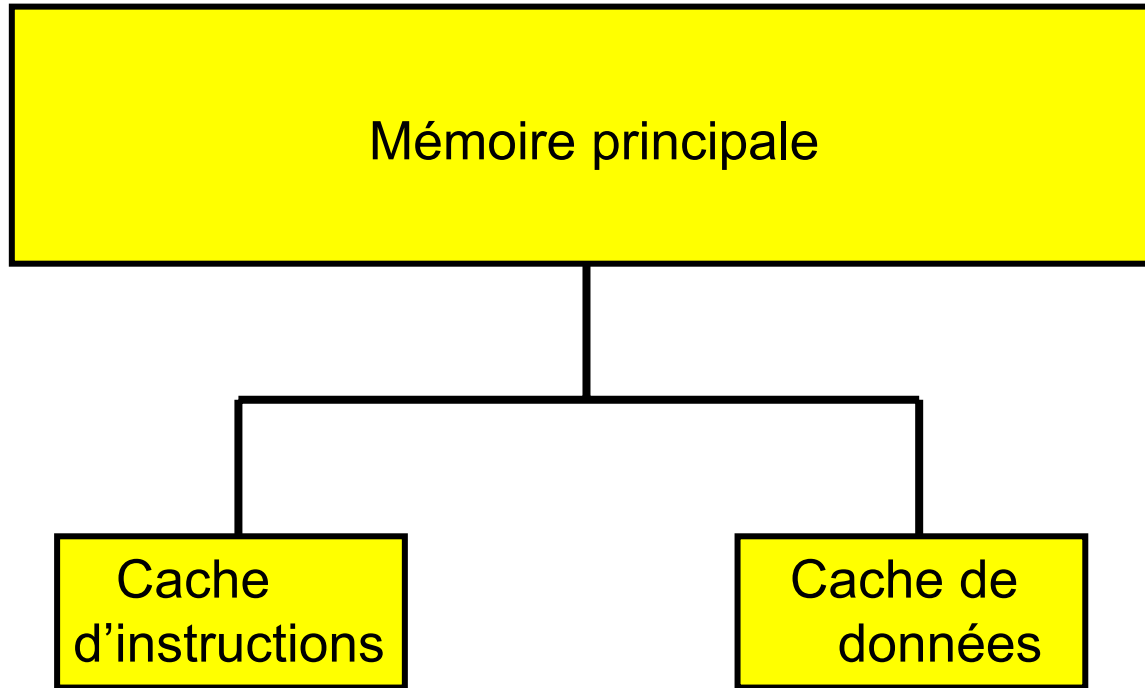 Mémoire principale
Cache
d’instructions
Cache de
données